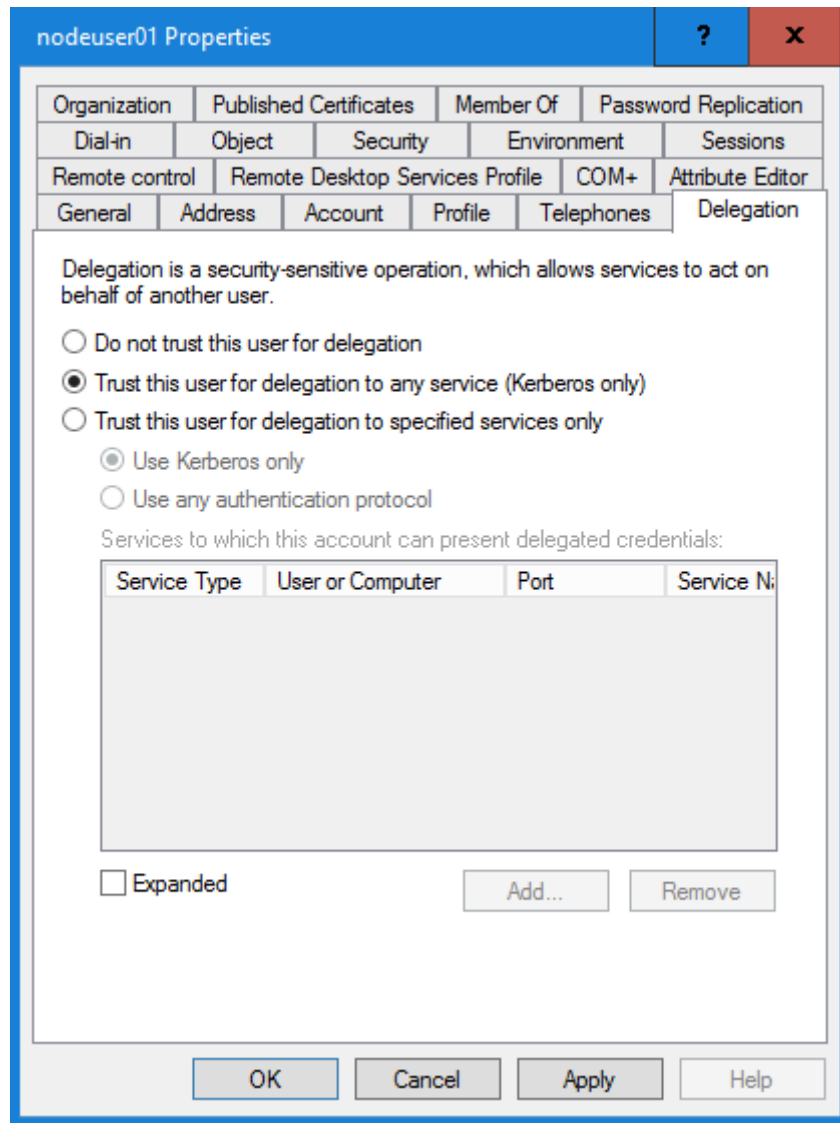 nodeuser01 Properties ? x
Organization Published Certificates Member Of Password Replication
Dial-in Object Security Environment Sessions
Remote control Remote Desktop Services Profile COM+ Attribute Editor
General Address Account Profile Telephones Delegation
Delegation is a security-sensitive operation, which allows services to act on
behalf of another user.
Do not trust this user for delegation
Trust this user for delegation to any service (Kerberos only)
Trust this user for delegation to specified services only
Use Kerberos only
Use any authentication protocol
Services to which this account can present delegated credentials:
Service Type User or Computer Port Service
Expanded Add... Remove
OK Cancel Apply Help